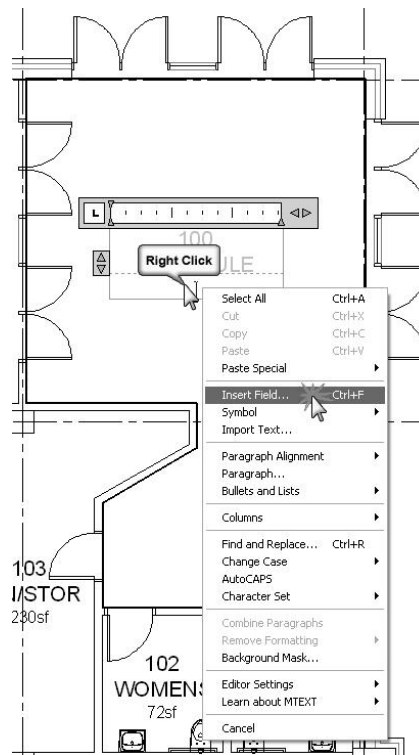 L
100
ULE
Right Click
Select All Ctrl+A
Cut Ctrl+X
Copy Ctrl+C
Paste Ctrl+V
Paste Special
Insert Field... Ctrl+F
Symbol
Import Text...
Paragraph Alignment
Paragraph...
Bullets and Lists
Columns
Find and Replace... Ctrl+R
Change Case
AutoCAPS
Character Set
Combine Paragraphs
Remove Formatting
Background Mask...
Editor Settings
Learn about MTEXT
Cancel
103
N/STOR
230sf
102
WOMENS
72sf